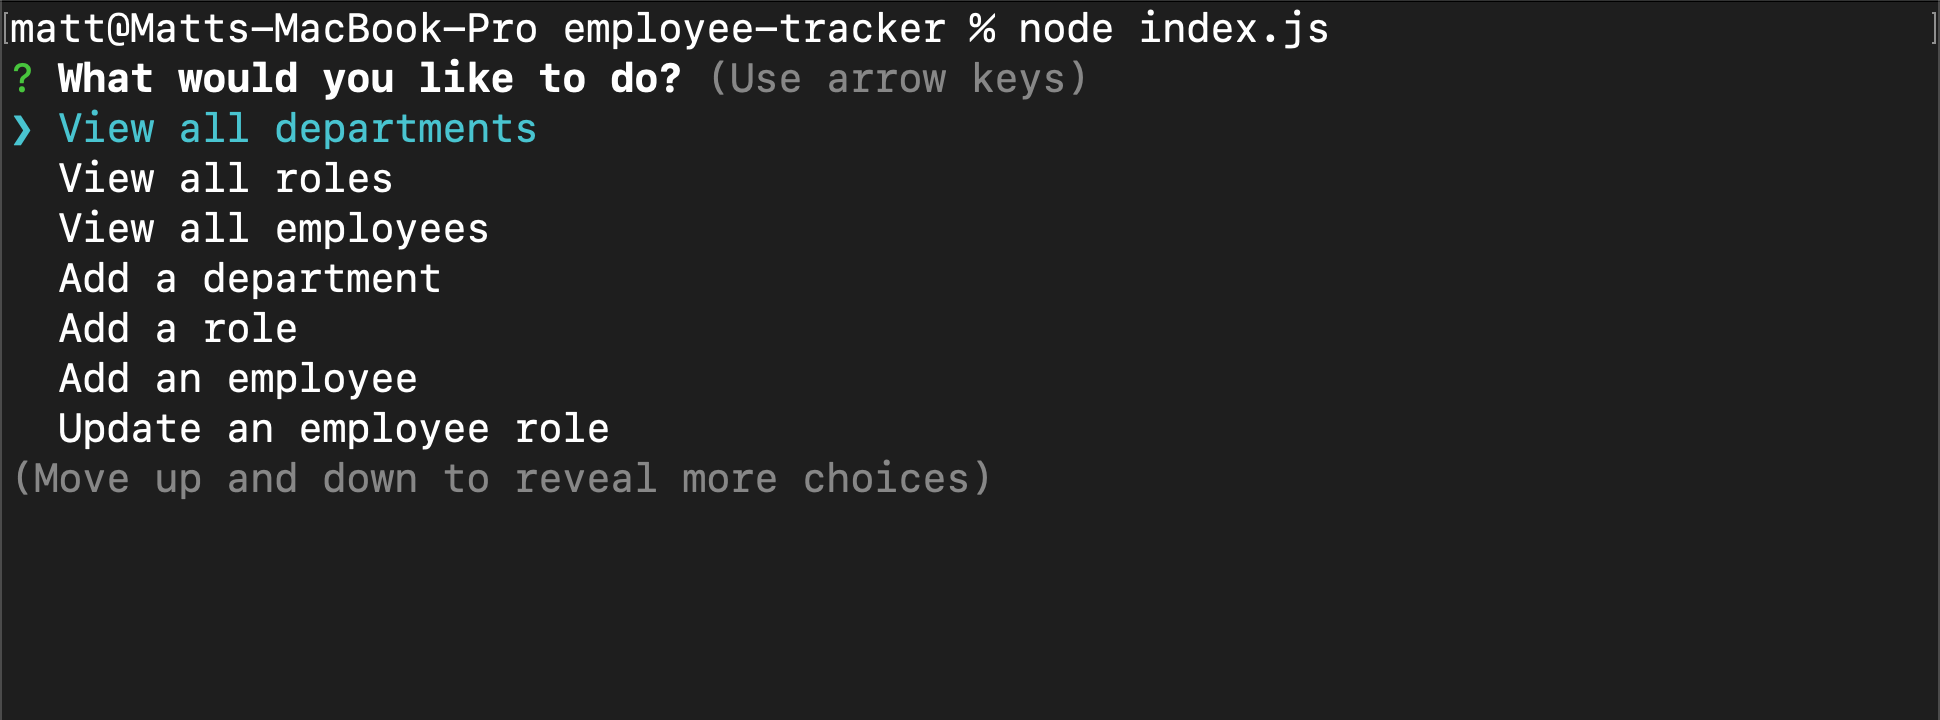 [matt@Matts-MacBook-Pro employee-tracker % node index.js ]
? What would you like to do? (Use arrow keys)
❯ View all departments
  View all roles
  View all employees
  Add a department
  Add a role
  Add an employee
  Update an employee role
(Move up and down to reveal more choices)